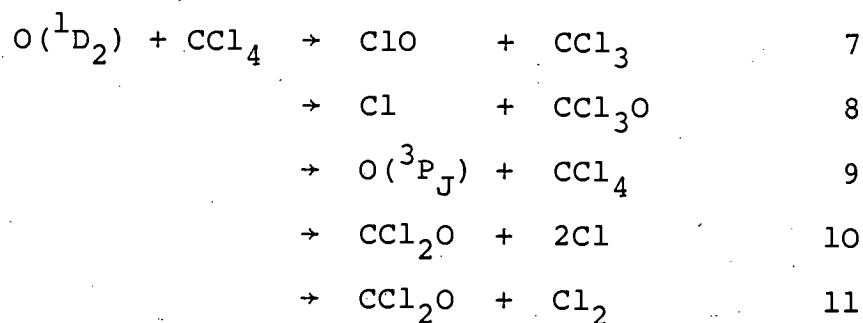 O(¹D₂) + CCl₄ → ClO + CCl₃ 7
→ Cl + CCl₃O 8
→ O(³P_J) + CCl₄ 9
→ CCl₂O + 2Cl 10
→ CCl₂O + Cl₂ 11